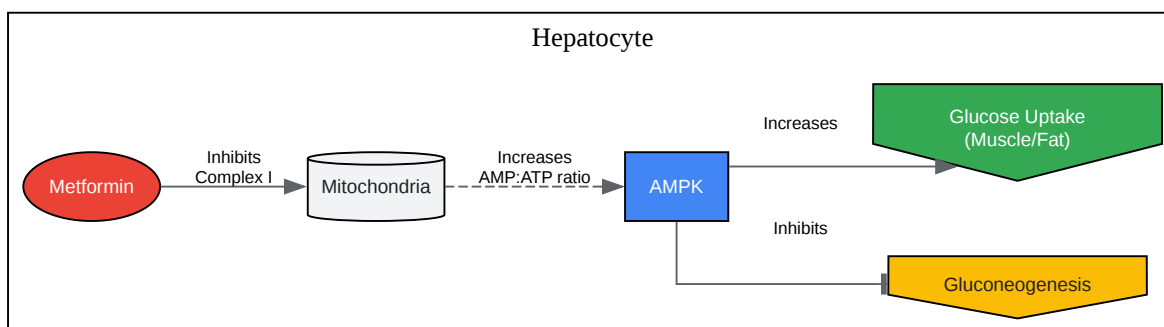 Hepatocyte
Metformin
Inhibits
Complex I
Mitochondria
Increases
AMP:ATP ratio
AMPK
Increases
Glucose Uptake
(Muscle/Fat)
Inhibits
Gluconeogenesis